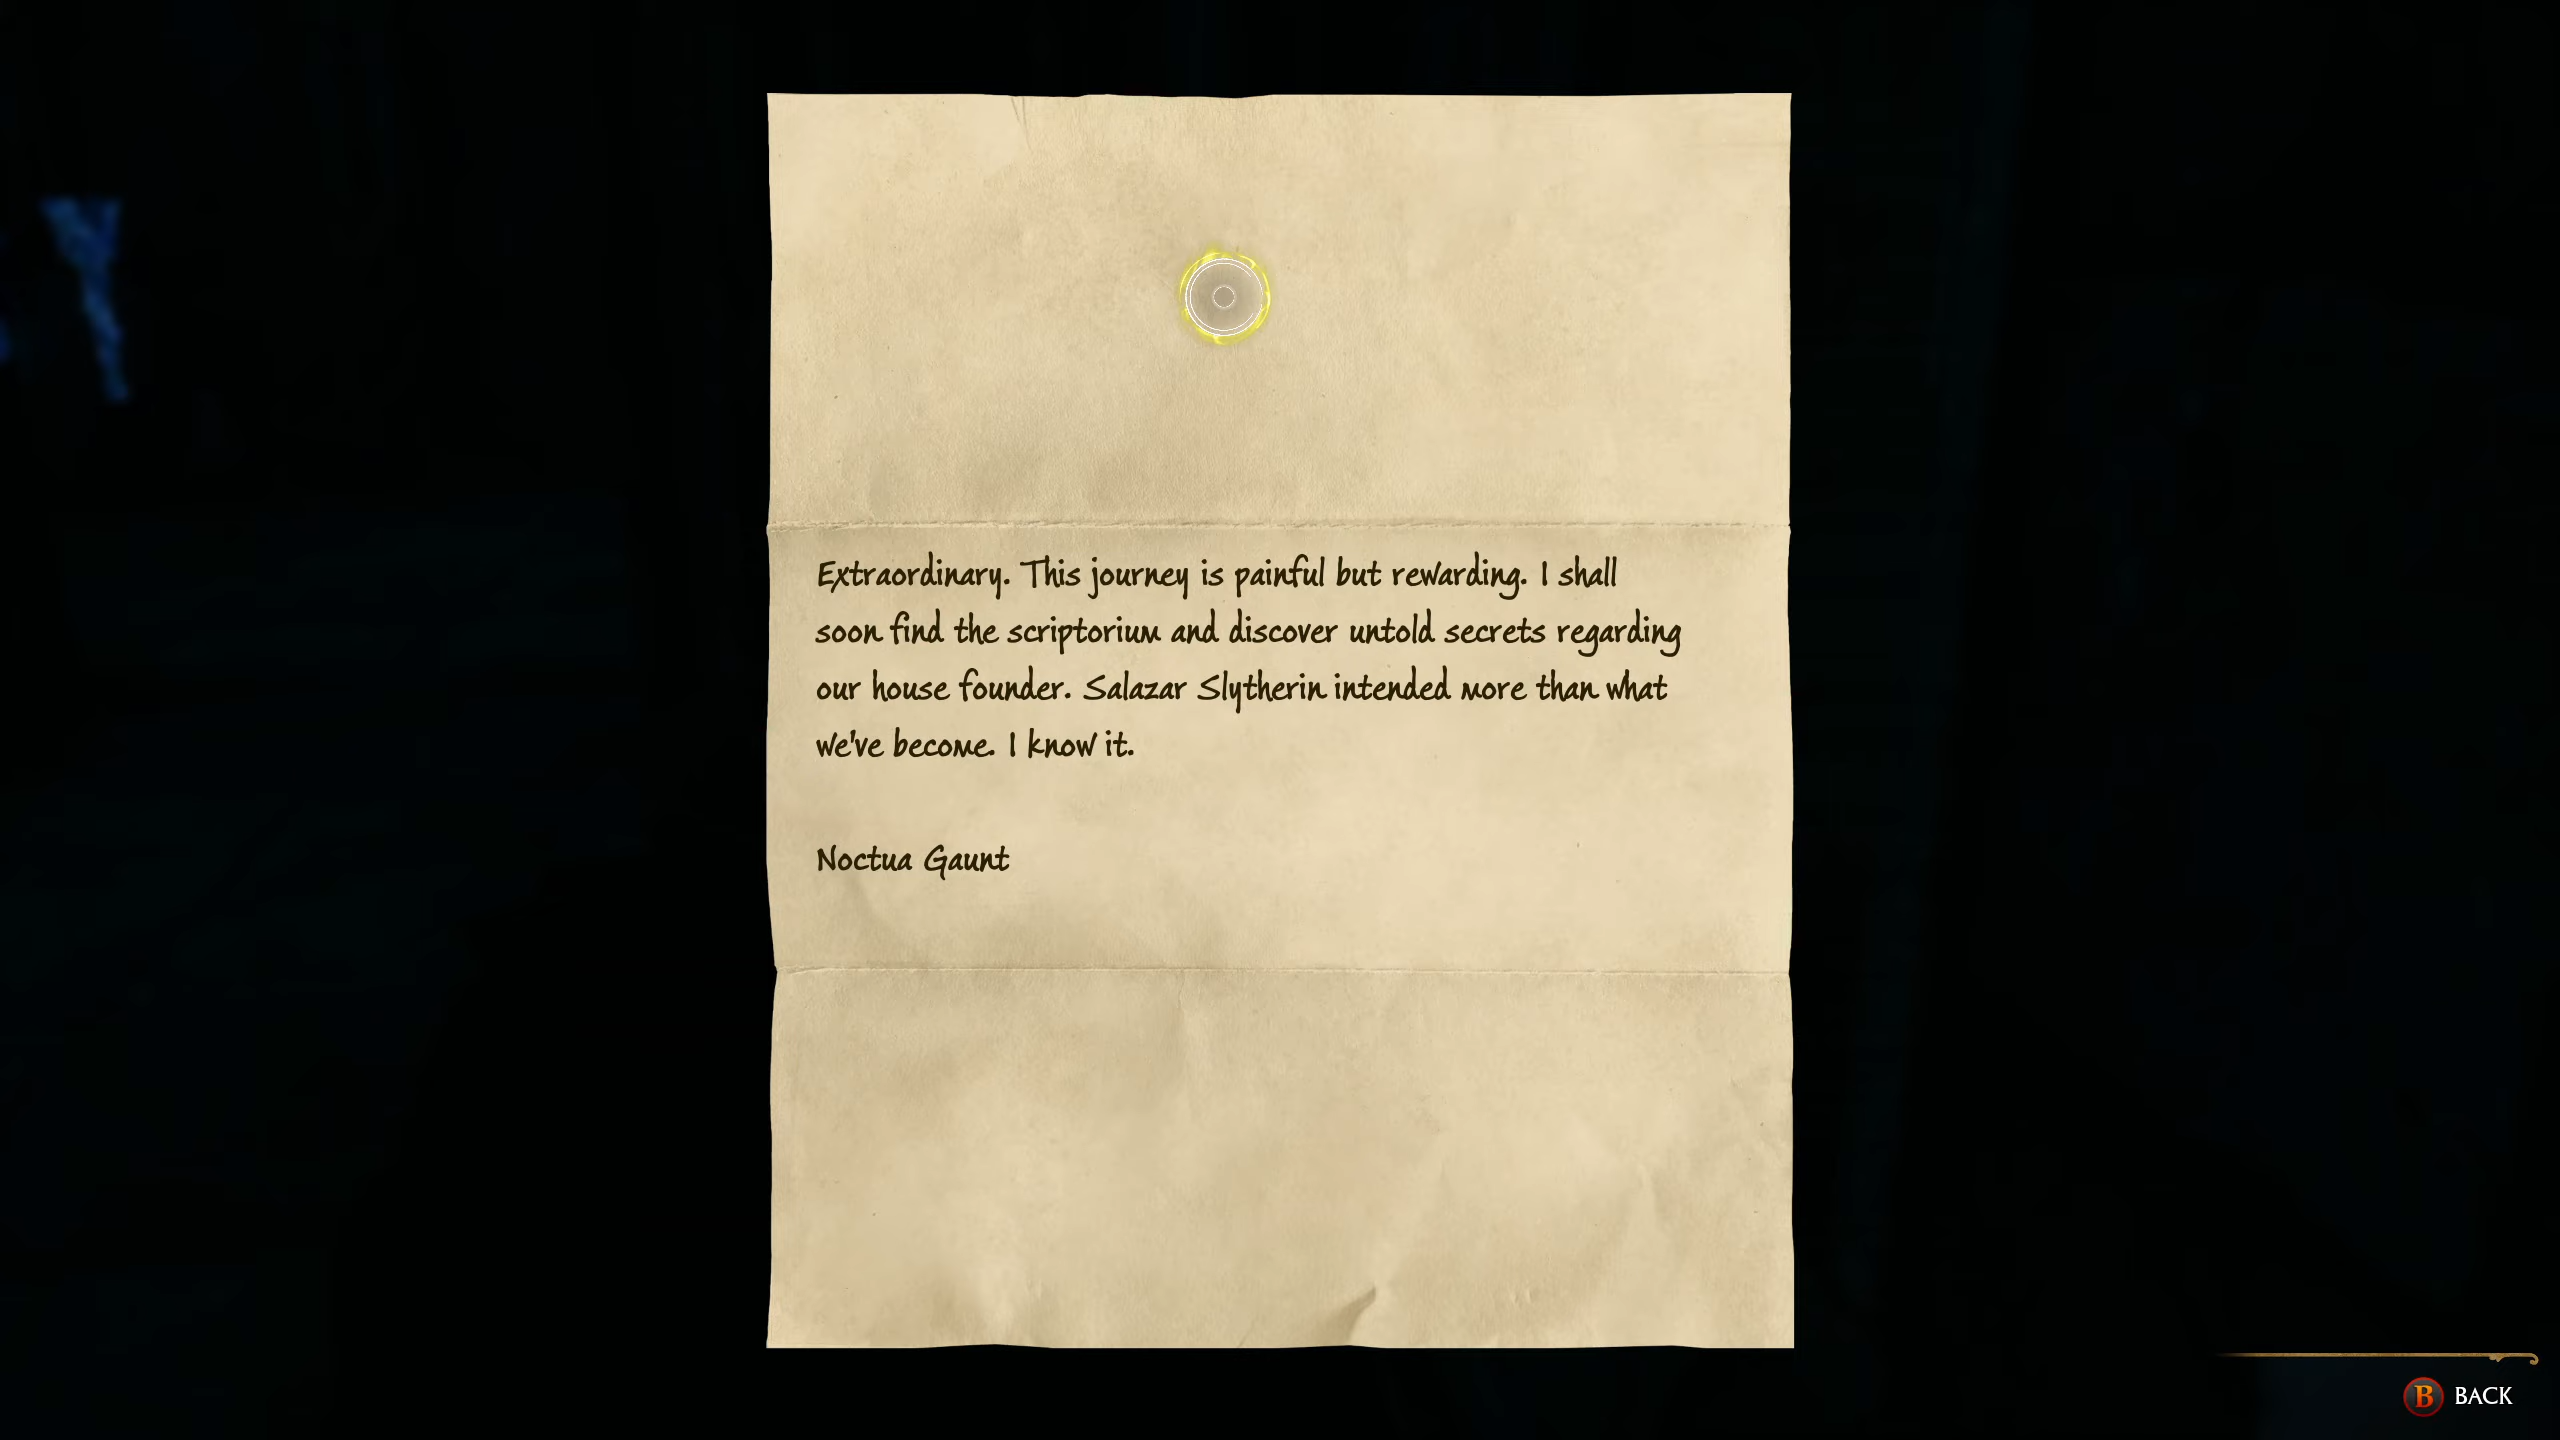 Extraordinary. This journey is painful but rewarding. I shall
soon find the scriptorium and discover untold secrets regarding
our house founder. Salazar Slytherin intended more than what
we've become. I know it.
Noctua Gaunt
B BACK